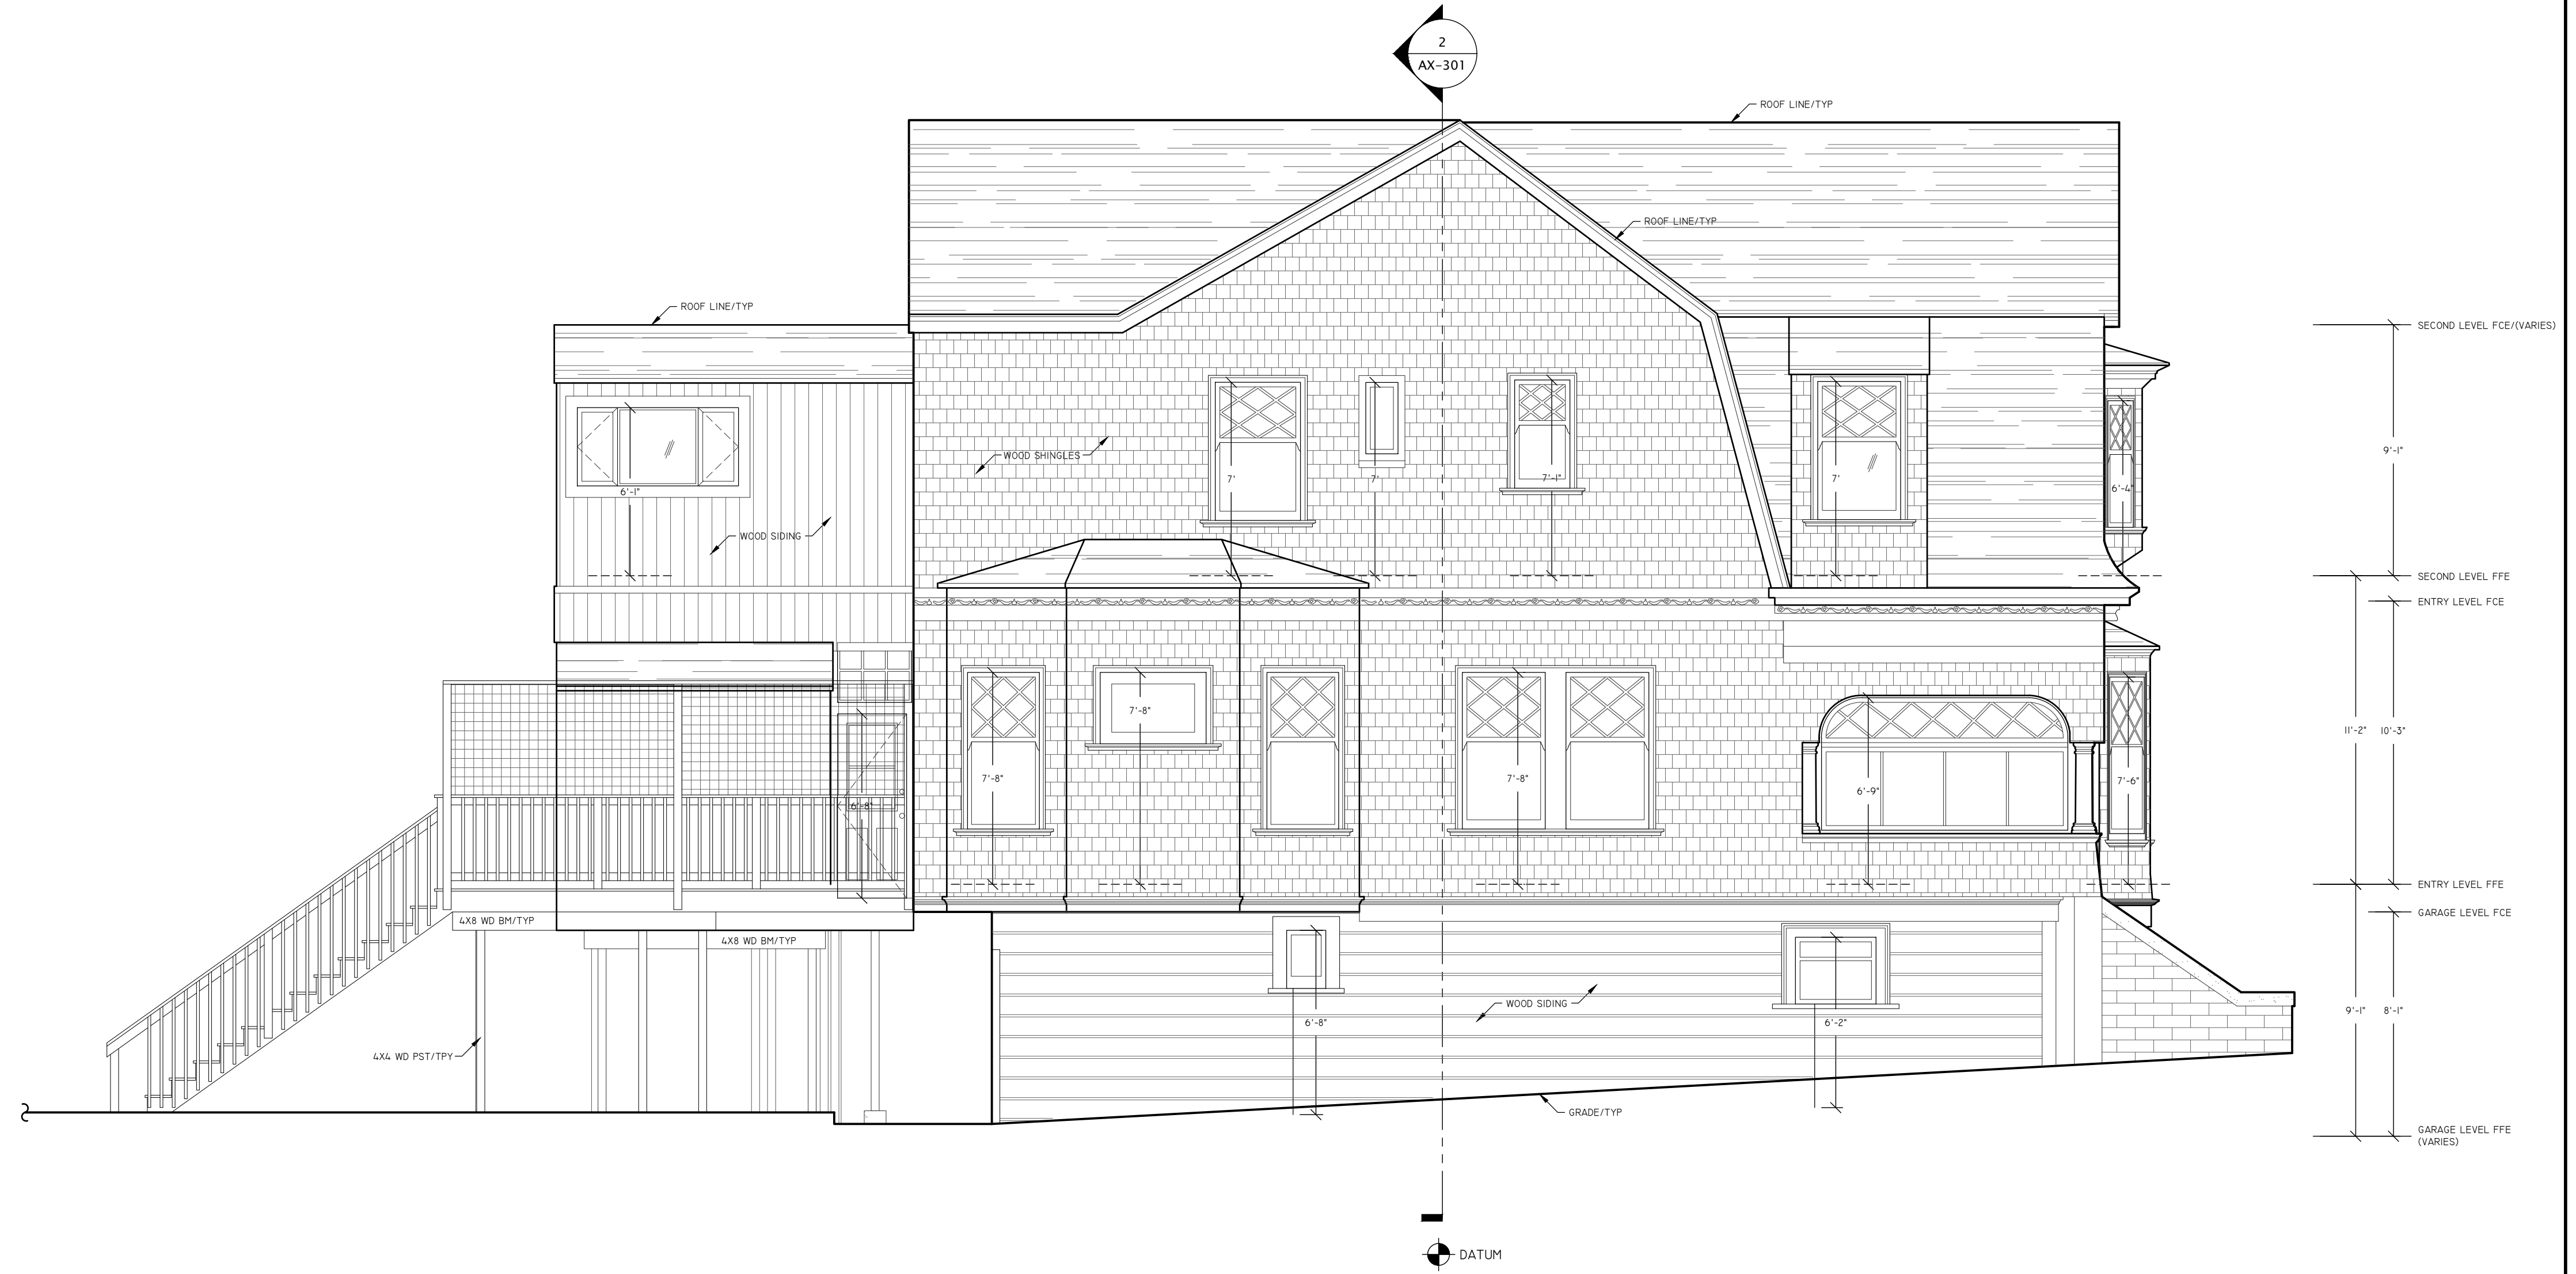 2
AX-301
ROOF LINE/TYP
ROOF LINE/TYP
ROOF LINE/TYP
SECOND LEVEL FCE/(VARIES)
WOOD SHINGLES
9'-1"
7'
7'
7'-1"
7'
6'-4"
6'-1"
WOOD SIDING
SECOND LEVEL FFE
ENTRY LEVEL FCE
7'-8"
11'-2"
10'-3"
7'-8"
7'-8"
7'-6"
6'-9"
6'-8"
ENTRY LEVEL FFE
GARAGE LEVEL FCE
4X8 WD BM/TYP
4X8 WD BM/TYP
WOOD SIDING
9'-1"
8'-1"
6'-8"
6'-2"
4X4 WD PST/TPY
GRADE/TYP
GARAGE LEVEL FFE
(VARIES)
DATUM